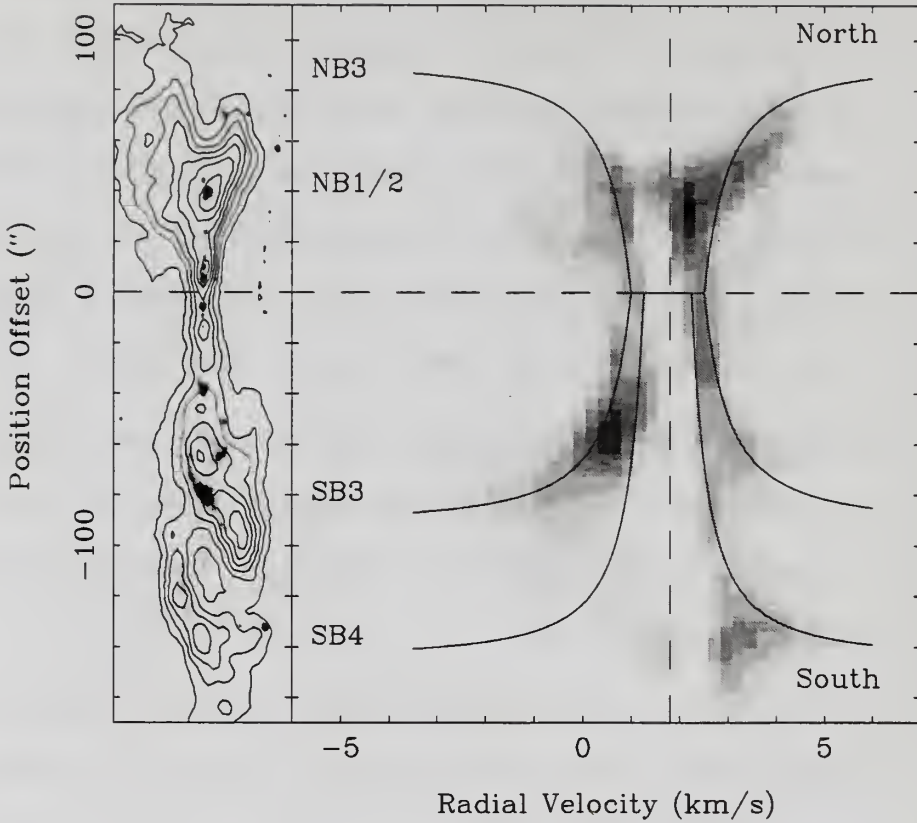 100
0
−100
Position Offset (")
NB3
NB1/2
SB3
SB4
North
South
−5
0
5
Radial Velocity (km/s)